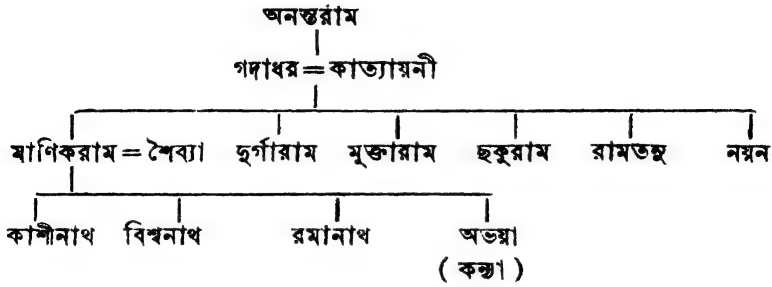 অনন্তরাম
গদাধর = কাত্যায়নী
মাণিকরাম = শৈব্যা দুর্গারাম মুক্তারাম ছকুরাম রামতনু নয়ন
কাশীনাথ বিশ্বনাথ রমানাথ অভয়া
( কন্যা )